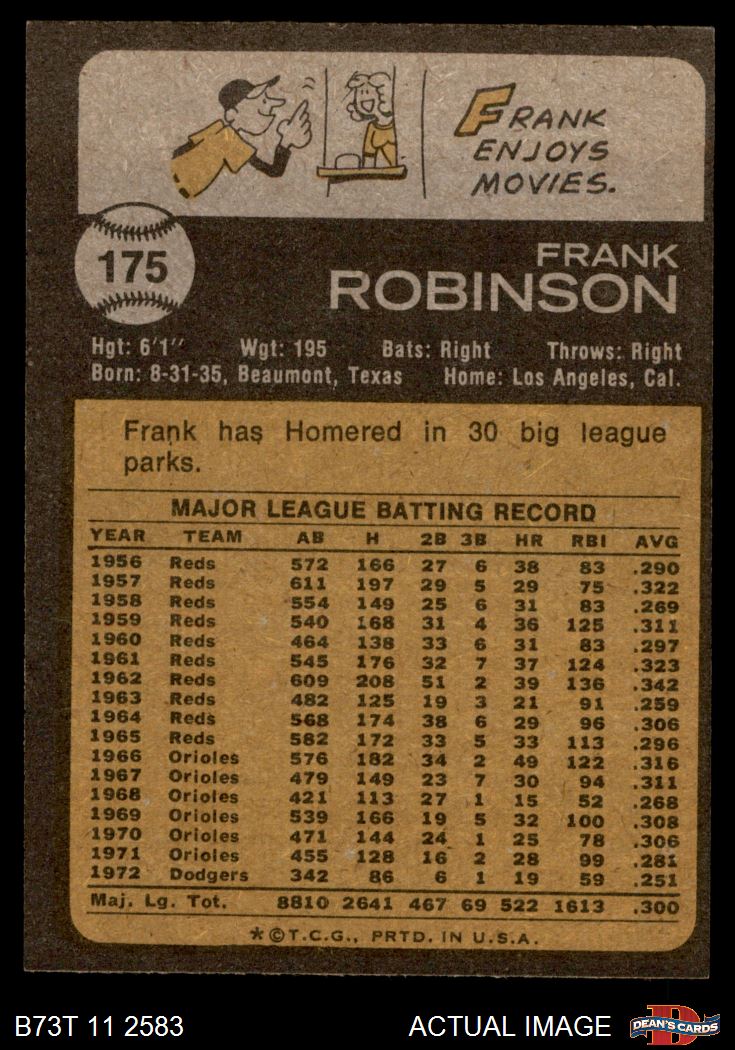 FRANK
ENJOYS
MOVIES.
175
FRANK
ROBINSON
Hgt: 6'1" Wgt: 195 Bats: Right Throws: Right
Born: 8-31-35, Beaumont, Texas Home: Los Angeles, Cal.
Frank has Homered in 30 big league
parks.
MAJOR LEAGUE BATTING RECORD
YEAR TEAM AB H 2B 3B HR RBI AVG
1956 Reds 572 166 27 6 38 83 .290
1957 Reds 611 197 29 5 29 75 .322
1958 Reds 554 149 25 6 31 83 .269
1959 Reds 540 168 31 4 36 125 .311
1960 Reds 464 138 33 6 31 83 .297
1961 Reds 545 176 32 7 37 124 .323
1962 Reds 609 208 51 2 39 136 .342
1963 Reds 482 125 19 3 21 91 .259
1964 Reds 568 174 38 6 29 96 .306
1965 Reds 582 172 33 5 33 113 .296
1966 Orioles 576 182 34 2 49 122 .316
1967 Orioles 479 149 23 7 30 94 .311
1968 Orioles 421 113 27 1 15 52 .268
1969 Orioles 539 166 19 5 32 100 .308
1970 Orioles 471 144 24 1 25 78 .306
1971 Orioles 455 128 16 2 28 99 .281
1972 Dodgers 342 86 6 1 19 59 .251
Maj. Lg. Tot. 8810 2641 467 69 522 1613 .300
*©T.C.G., PRTD. IN U.S.A.
B73T 11 2583 ACTUAL IMAGE DEAN'S CARDS